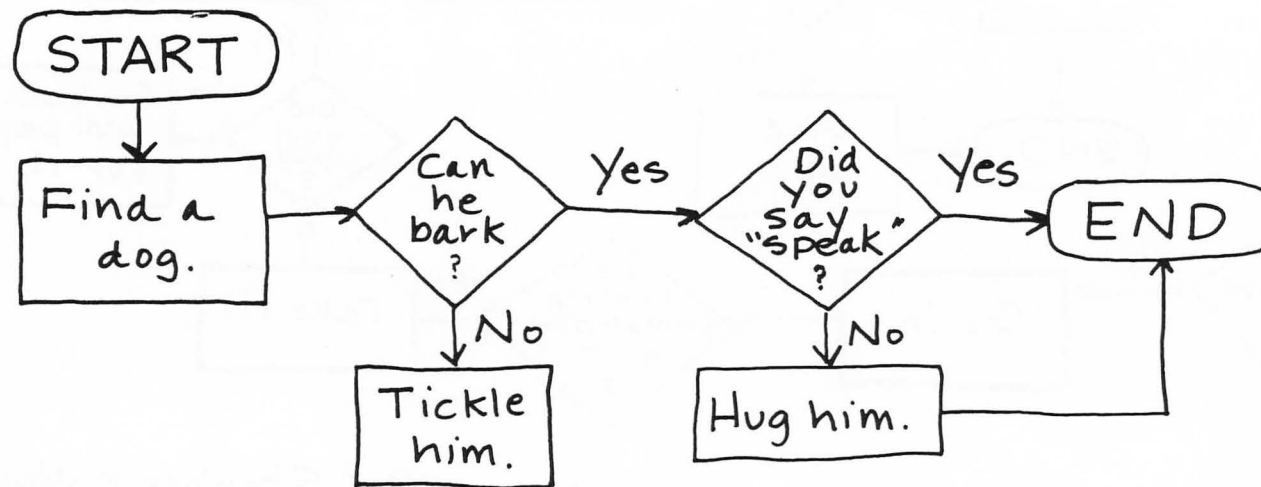 START
Find a
dog.
Can
he
bark
?
Yes
No
Tickle
him.
Did
you
say
"speak"
?
Yes
No
Hug him.
END